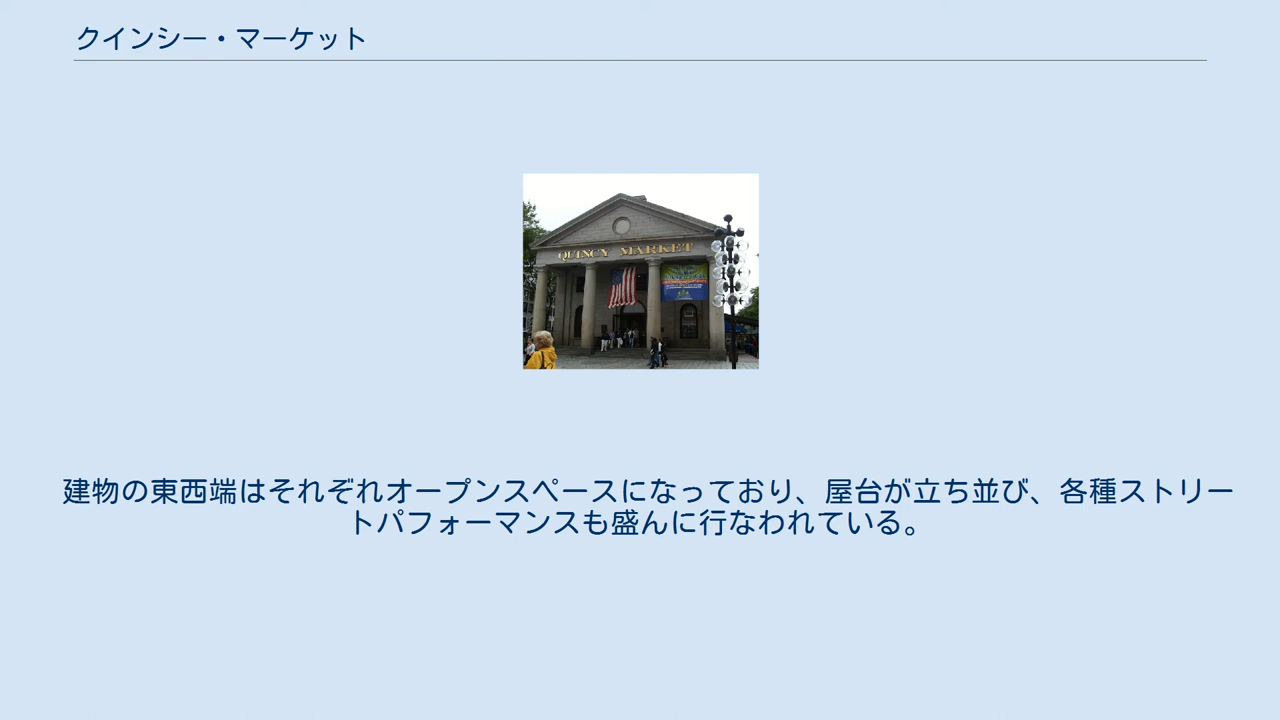 クインシー・マーケット
QUINCY MARKET
建物の東西端はそれぞれオープンスペースになっており、屋台が立ち並び、各種ストリー
トパフォーマンスも盛んに行なわれている。